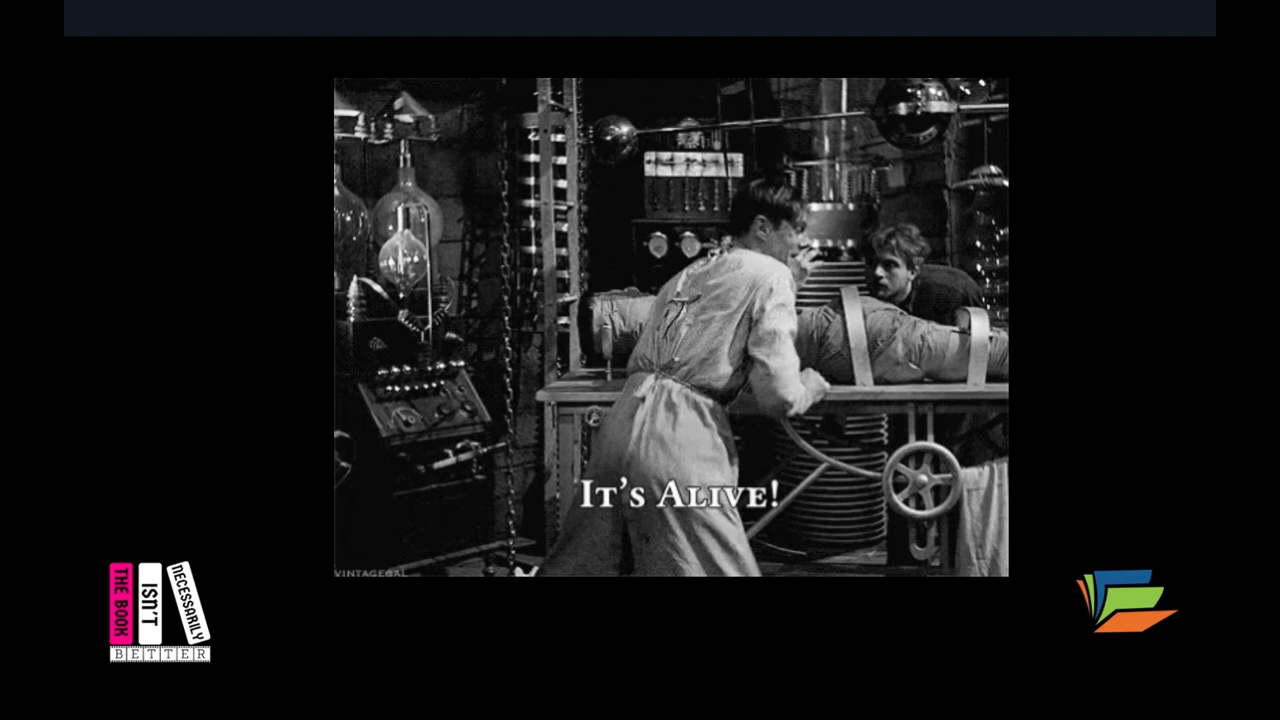 IT'S ALIVE!
VINTAGEGAL
THE BOOK
ISN'T
NECESSARILY
BETTER